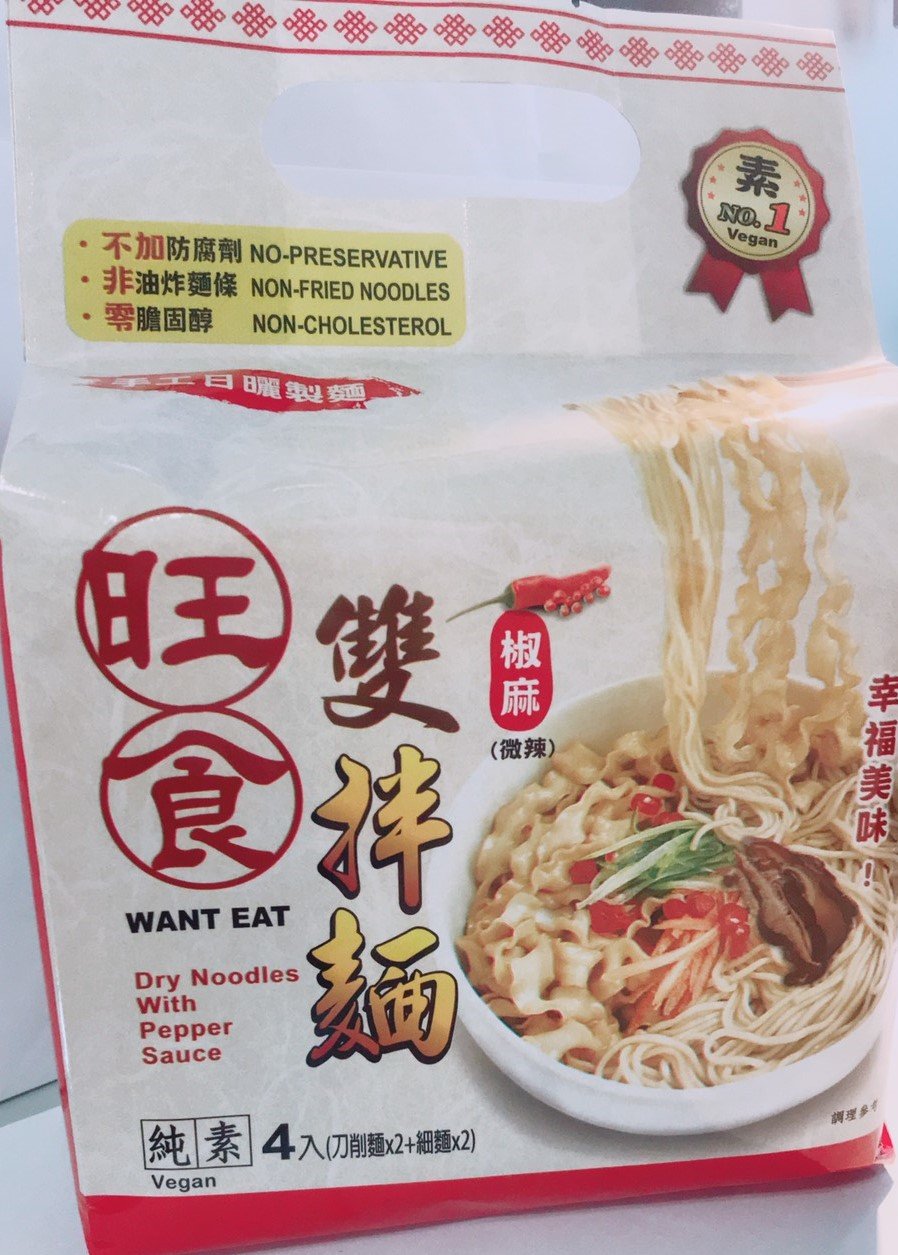 素
NO.1
Vegan
・不加防腐劑 NO-PRESERVATIVE
・非油炸麵條 NON-FRIED NOODLES
・零膽固醇 NON-CHOLESTEROL
手工日曬製麵
旺食
WANT EAT
雙拌麵
椒麻
(微辣)
幸福美味!
Dry Noodles
With
Pepper
Sauce
純素
Vegan
4入(刀削麵x2+細麵x2)
調理參考